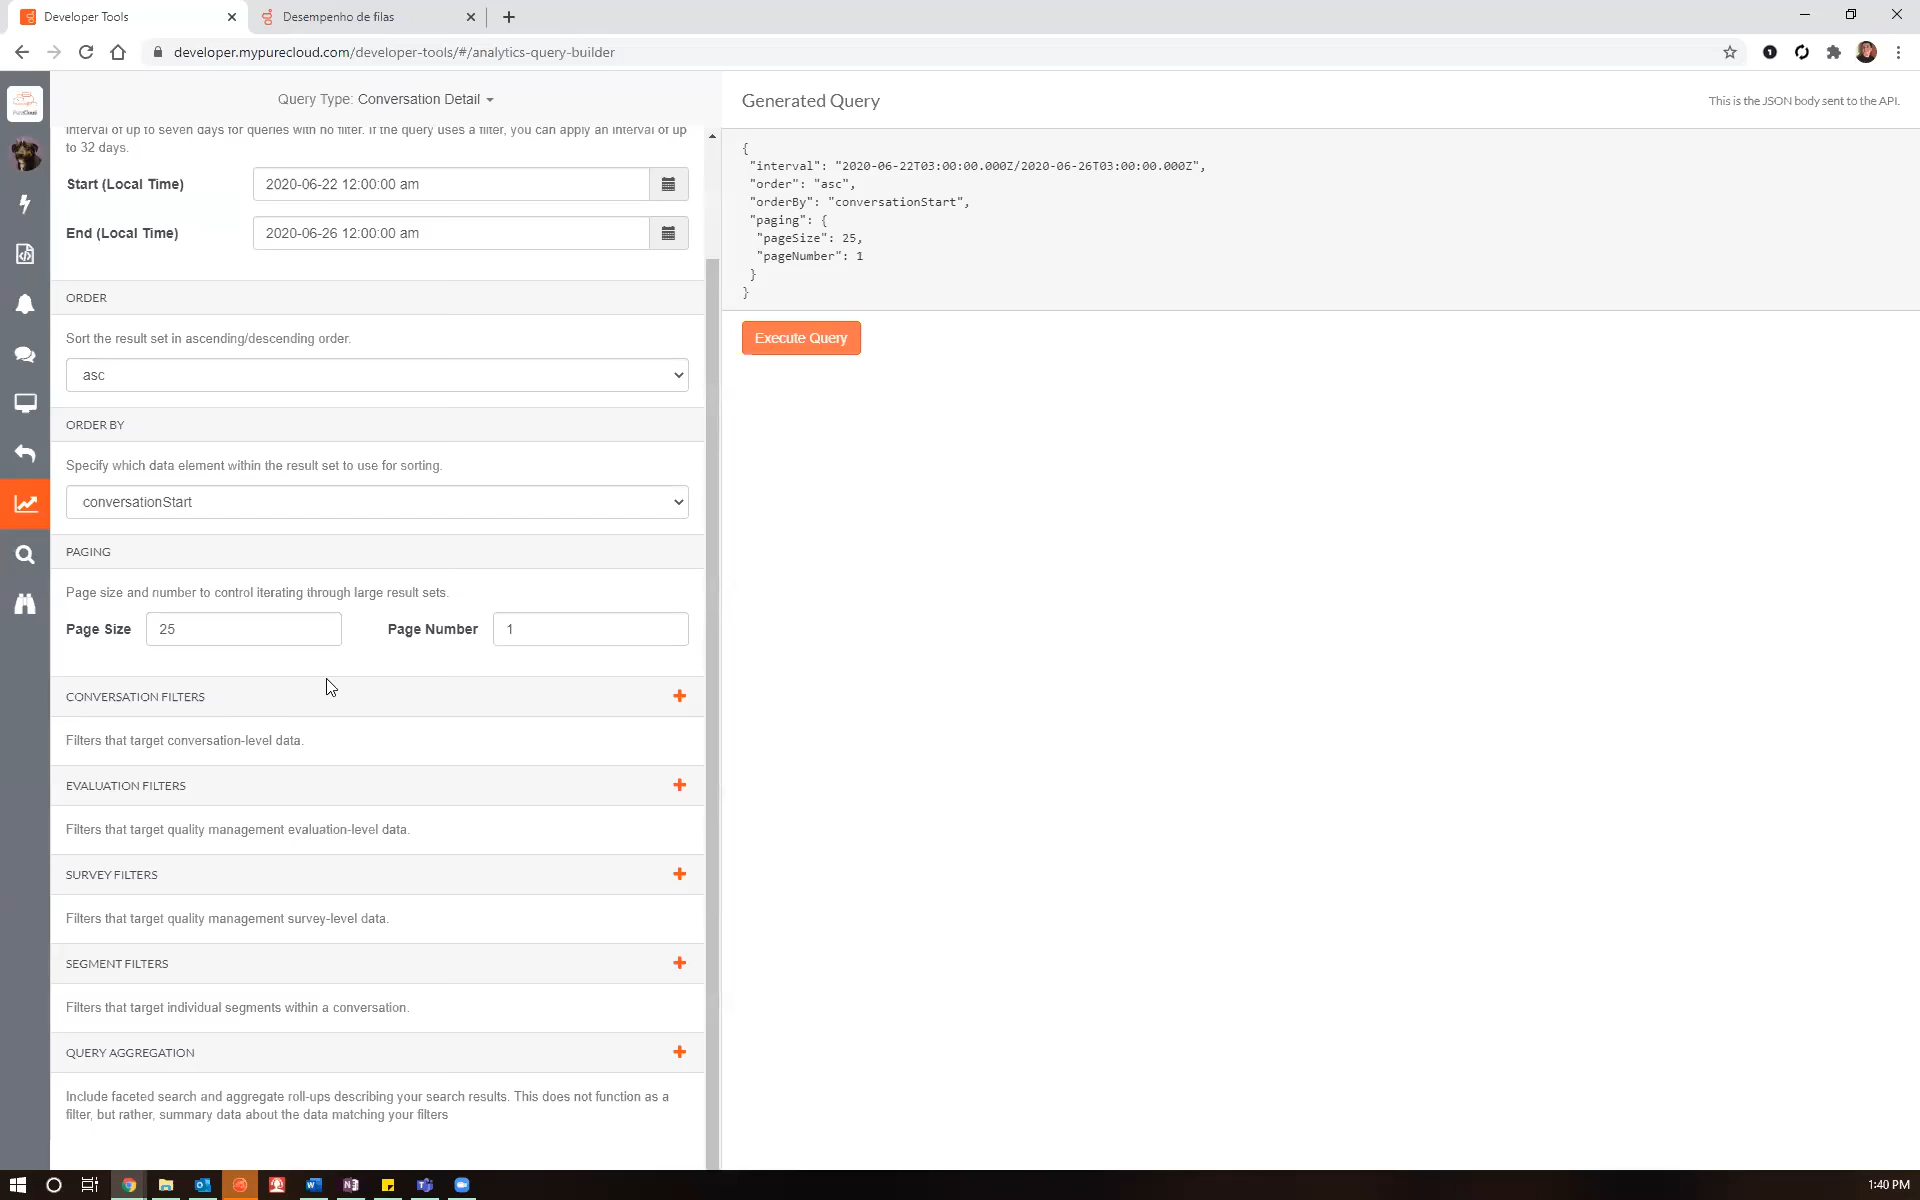 Developer Tools
Desempenho de filas
developer.mypurecloud.com/developer-tools/#/analytics-query-builder
Query Type: Conversation Detail
Generated Query
This is the JSON body sent to the API.
interval of up to seven days for queries with no filter. If the query uses a filter, you can apply an interval of up
to 32 days.
Start (Local Time)
2020-06-22 12:00:00 am
End (Local Time)
2020-06-26 12:00:00 am
ORDER
Sort the result set in ascending/descending order.
asc
ORDER BY
Specify which data element within the result set to use for sorting.
conversationStart
PAGING
Page size and number to control iterating through large result sets.
Page Size
25
Page Number
1
CONVERSATION FILTERS
Filters that target conversation-level data.
EVALUATION FILTERS
Filters that target quality management evaluation-level data.
SURVEY FILTERS
Filters that target quality management survey-level data.
SEGMENT FILTERS
Filters that target individual segments within a conversation.
QUERY AGGREGATION
Include faceted search and aggregate roll-ups describing your search results. This does not function as a
filter, but rather, summary data about the data matching your filters
{
"interval": "2020-06-22T03:00:00.000Z/2020-06-26T03:00:00.000Z",
"order": "asc",
"orderBy": "conversationStart",
"paging": {
"pageSize": 25,
"pageNumber": 1
}
}
Execute Query
1:40 PM